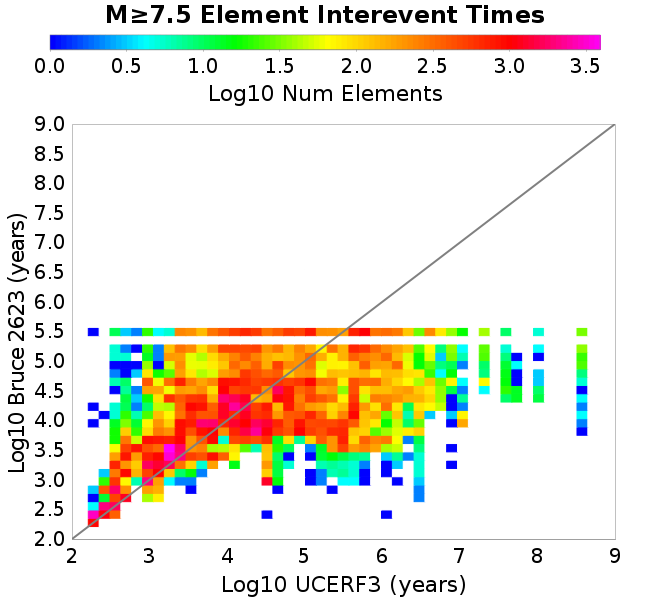 M≥7.5 Element Interevent Times
0.0 0.5 1.0 1.5 2.0 2.5 3.0 3.5
Log10 Num Elements
9.0
8.5
8.0
7.5
7.0
6.5
6.0
5.5
5.0
4.5
4.0
3.5
3.0
2.5
2.0
Log10 Bruce 2623 (years)
2 3 4 5 6 7 8 9
Log10 UCERF3 (years)